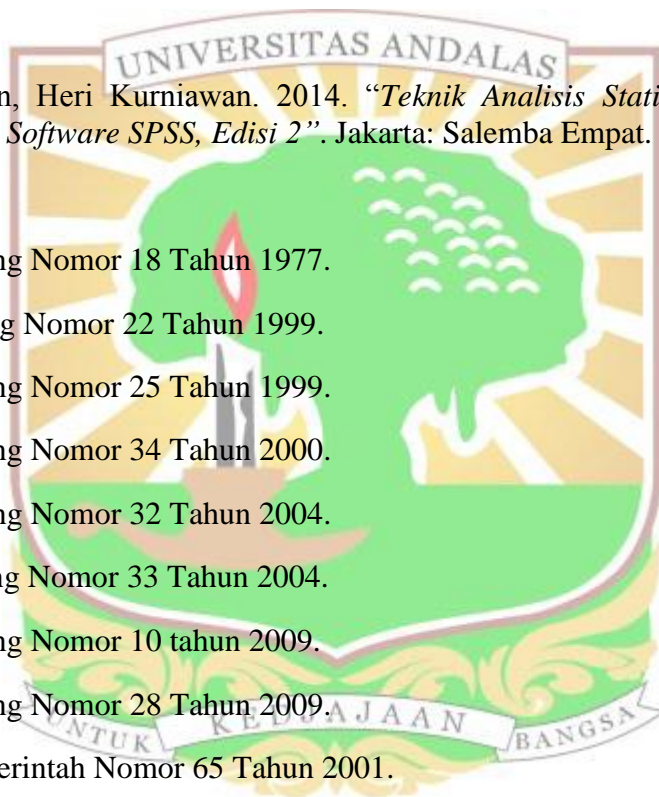 UNIVERSITAS ANDALAS
n, Heri Kurniawan. 2014. “Teknik Analisis Stati
Software SPSS, Edisi 2”. Jakarta: Salemba Empat.
ng Nomor 18 Tahun 1977.
g Nomor 22 Tahun 1999.
ng Nomor 25 Tahun 1999.
ng Nomor 34 Tahun 2000.
ng Nomor 32 Tahun 2004.
ng Nomor 33 Tahun 2004.
ng Nomor 10 tahun 2009.
ng Nomor 28 Tahun 2009.
UNTUK KEDJAJAAN BANGSA
erintah Nomor 65 Tahun 2001.